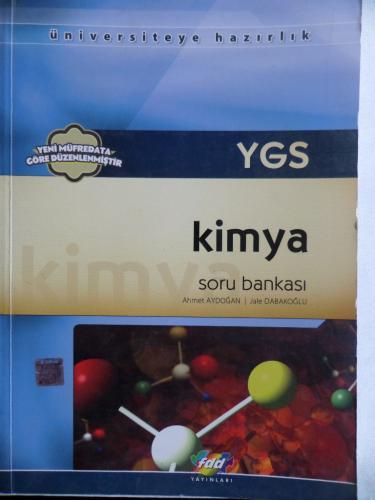 üniversiteye hazırlık
YENİ MÜFREDATA
GÖRE DÜZENLENMİŞTİR
YGS
kimya
kimya
soru bankası
Ahmet AYDOĞAN | Jale DABAKOĞLU
fdd
YAYINLARI